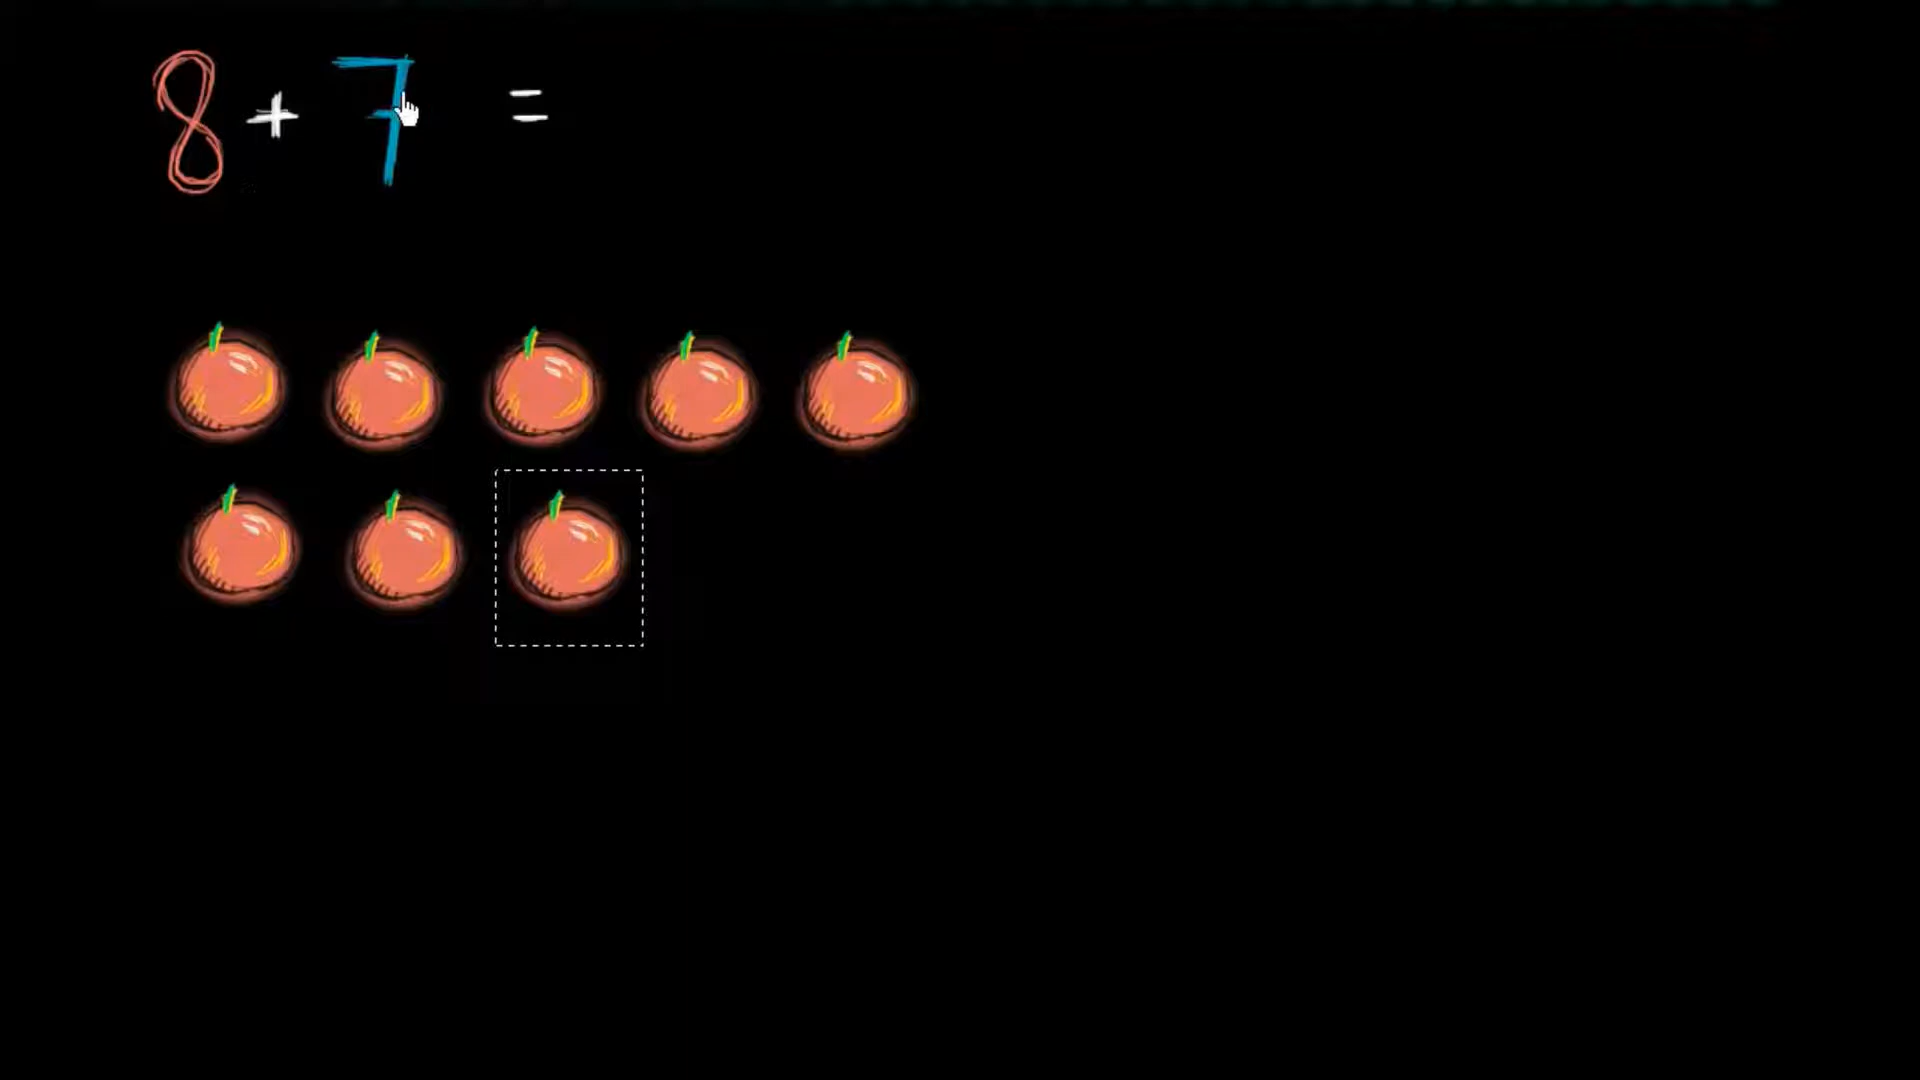 8 + 7 =